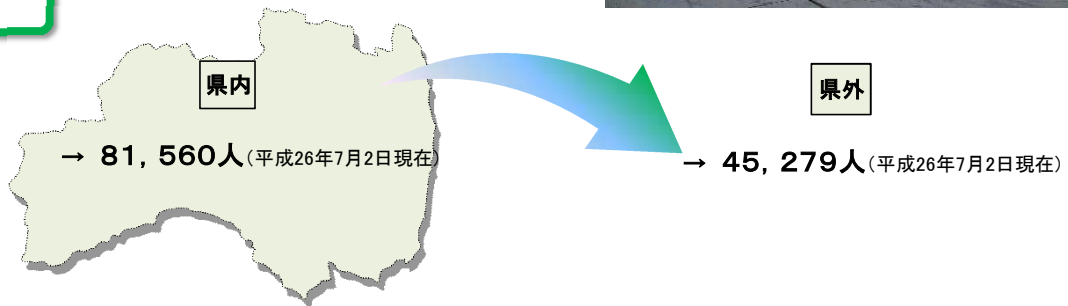 県内
県外
→ 81,560人(平成26年7月2日現在)
→ 45,279人(平成26年7月2日現在)